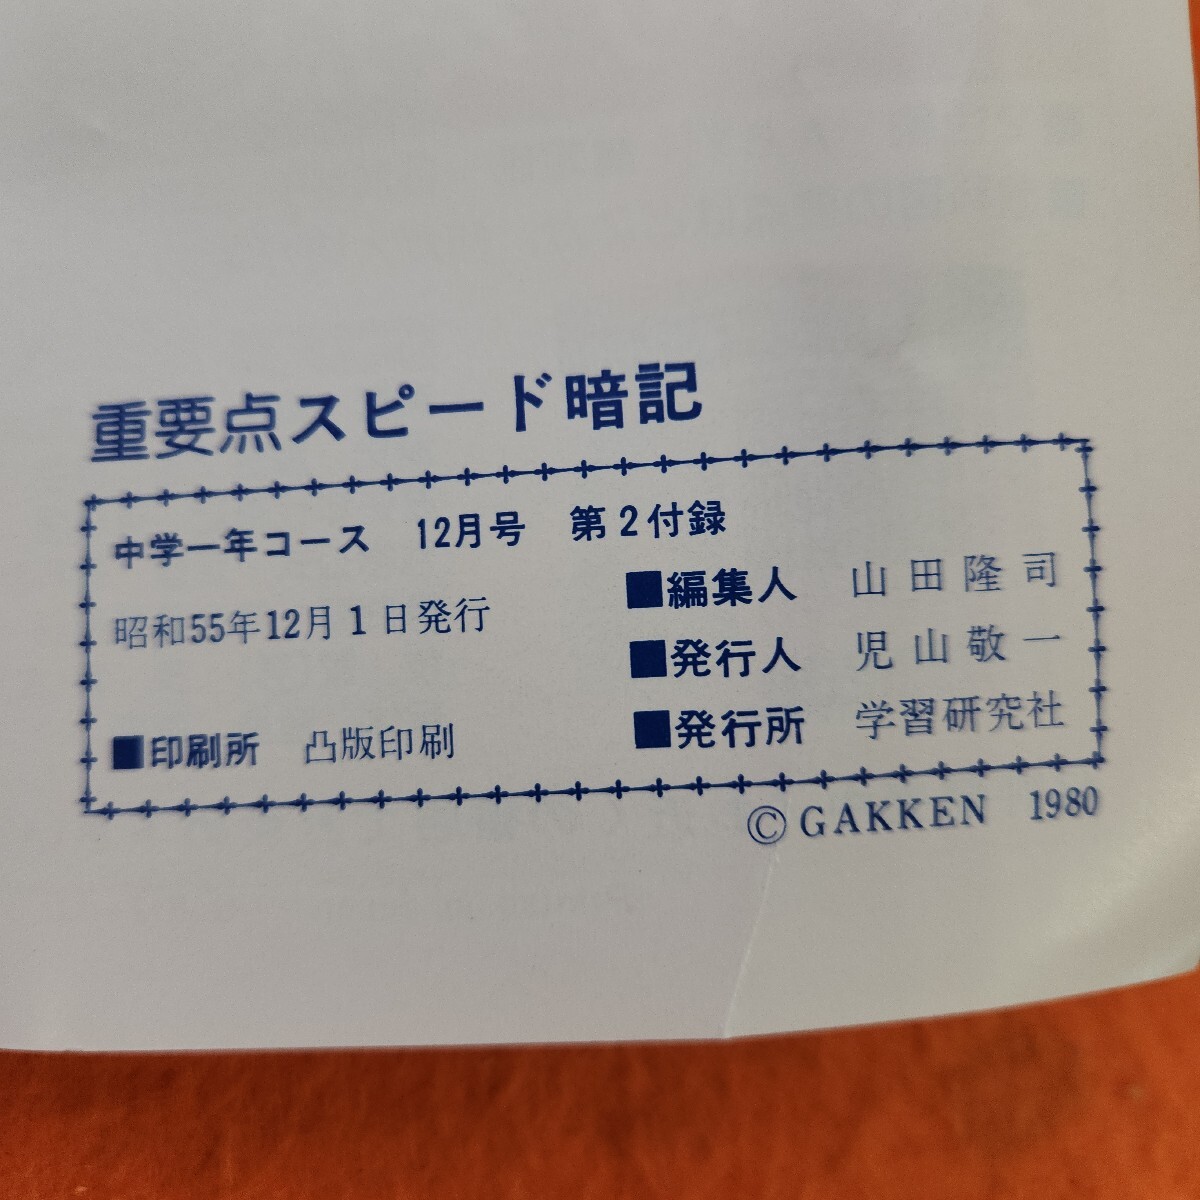 重要点スピード暗記
中学一年コース　12月号　第2付録
昭和55年12月1日発行
■印刷所　凸版印刷
■編集人　山田隆司
■発行人　児山敬一
■発行所　学習研究社
©GAKKEN　1980